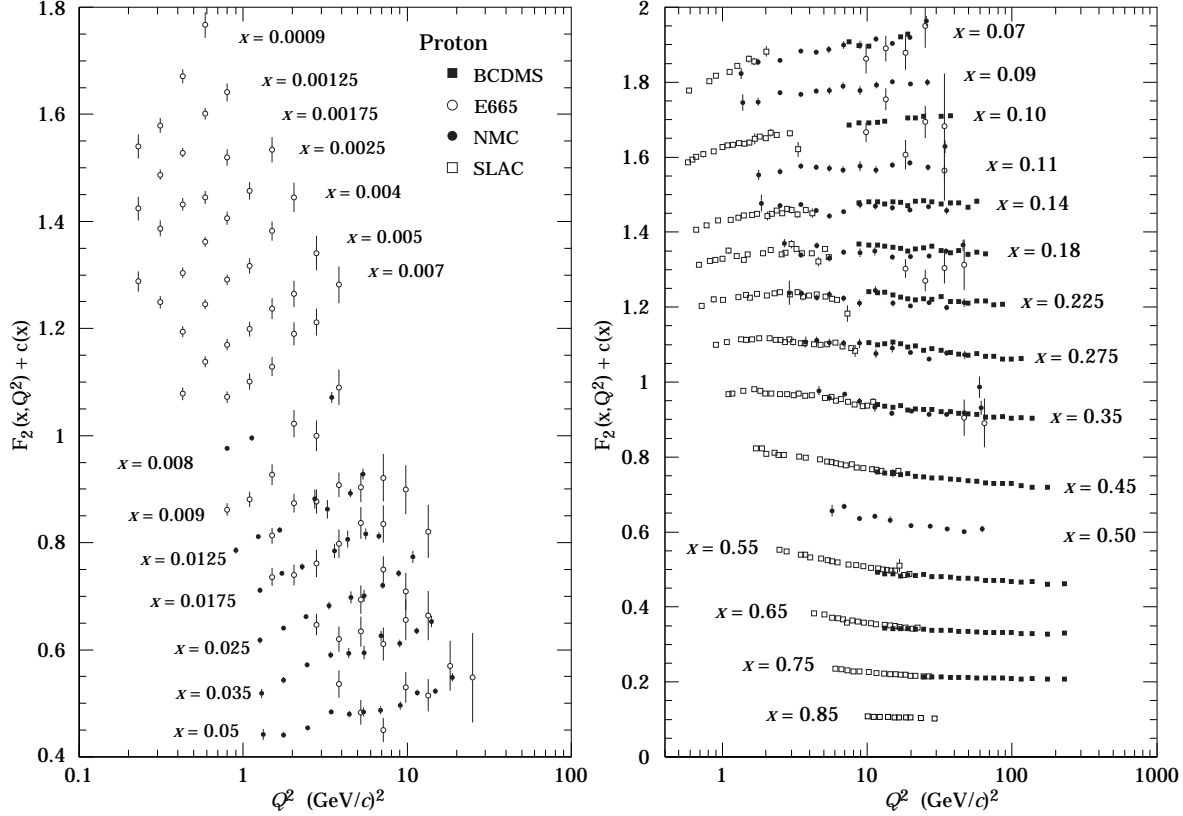 F₂(x,Q²) + c(x)
1.8
1.6
1.4
1.2
1
0.8
0.6
0.4
0.1
1
10
100
Q² (GeV/c)²
Proton
BCDMS
E665
NMC
SLAC
x = 0.0009
x = 0.00125
x = 0.00175
x = 0.0025
x = 0.004
x = 0.005
x = 0.007
x = 0.008
x = 0.009
x = 0.0125
x = 0.0175
x = 0.025
x = 0.035
x = 0.05
F₂(x,Q²) + c(x)
2
1.8
1.6
1.4
1.2
1
0.8
0.6
0.4
0.2
0
1
10
100
1000
Q² (GeV/c)²
x = 0.07
x = 0.09
x = 0.10
x = 0.11
x = 0.14
x = 0.18
x = 0.225
x = 0.275
x = 0.35
x = 0.45
x = 0.50
x = 0.55
x = 0.65
x = 0.75
x = 0.85